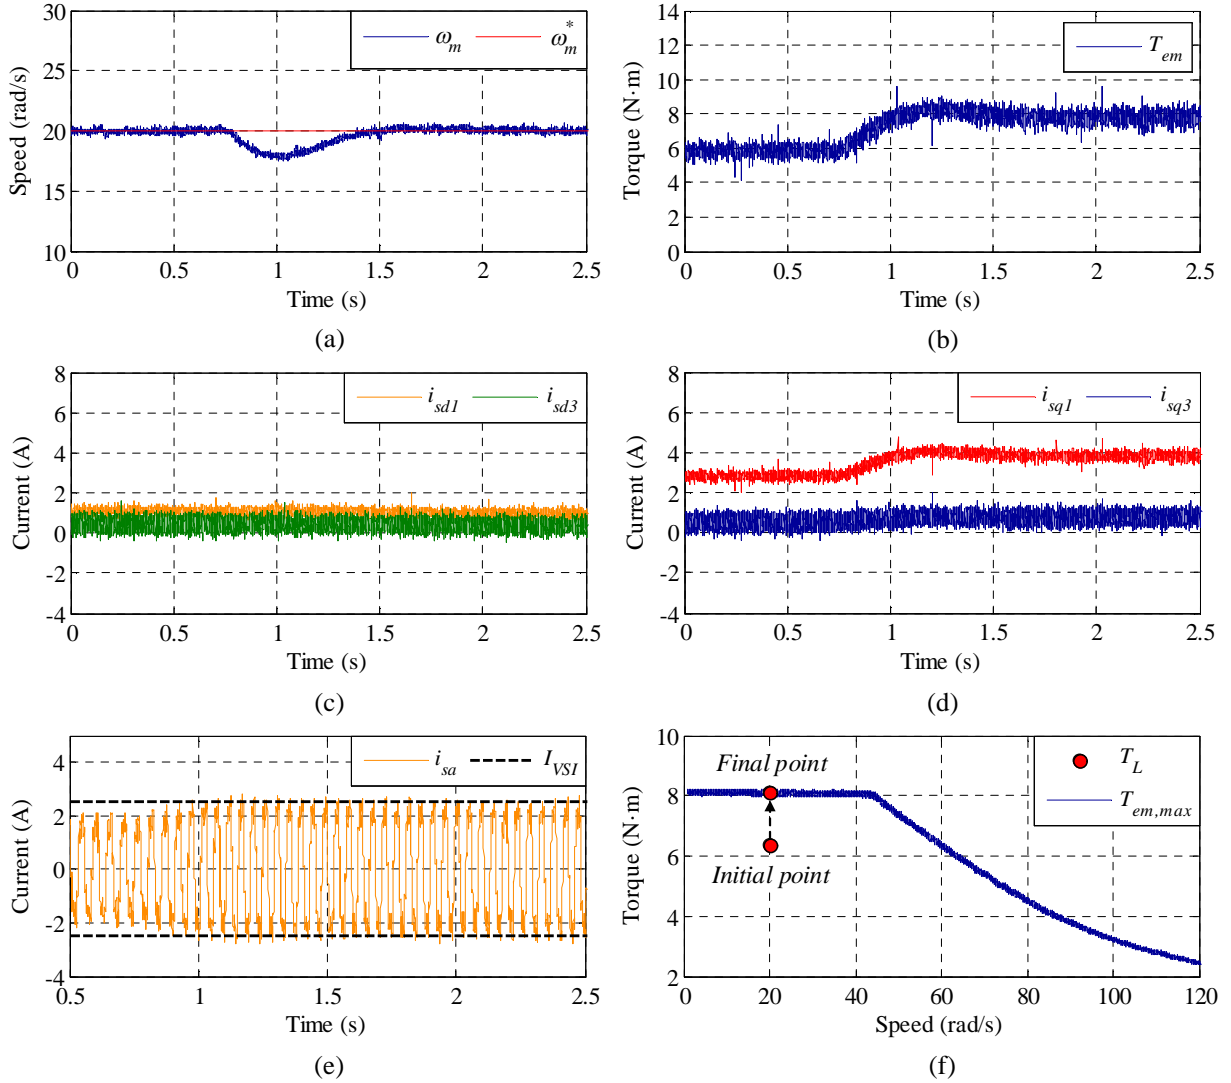 30
25
20
15
10
Speed (rad/s)
ω_m ω_m^*
0 0.5 1 1.5 2 2.5
Time (s)
(a)
14
12
10
8
6
4
2
0
Torque (N·m)
T_em
0 0.5 1 1.5 2 2.5
Time (s)
(b)
8
6
4
2
0
-2
-4
Current (A)
i_sd1 i_sd3
0 0.5 1 1.5 2 2.5
Time (s)
(c)
8
6
4
2
0
-2
-4
Current (A)
i_sq1 i_sq3
0 0.5 1 1.5 2 2.5
Time (s)
(d)
4
2
0
-2
-4
Current (A)
i_sa I_VSI
0.5 1 1.5 2 2.5
Time (s)
(e)
10
8
6
4
2
Torque (N·m)
Final point
Initial point
T_L
T_em,max
0 20 40 60 80 100 120
Speed (rad/s)
(f)